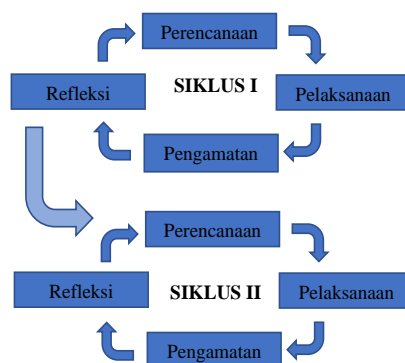 Perencanaan
Refleksi
SIKLUS I
Pelaksanaan
Pengamatan
Perencanaan
Refleksi
SIKLUS II
Pelaksanaan
Pengamatan